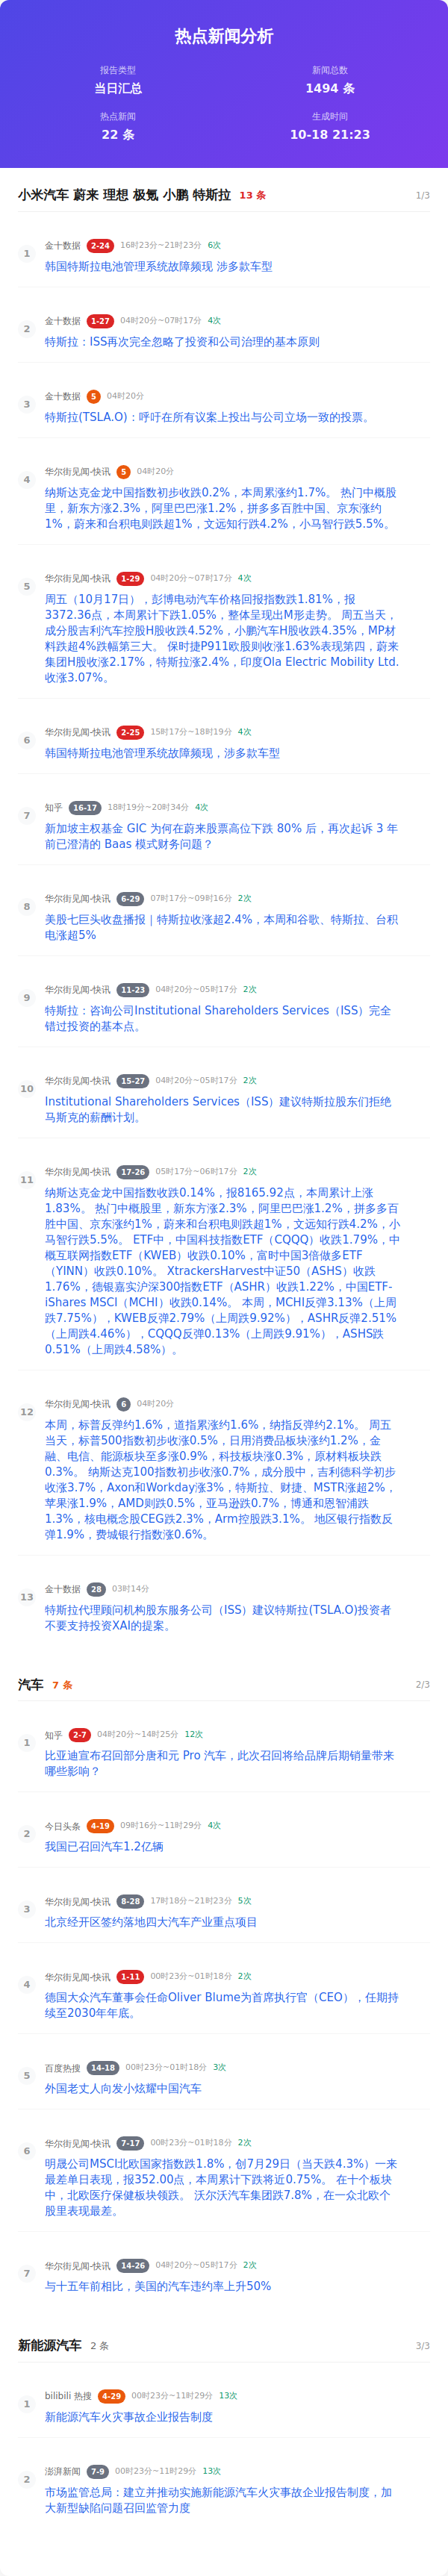 热点新闻分析
报告类型
当日汇总
新闻总数
1494 条
热点新闻
22 条
生成时间
10-18 21:23
小米汽车 蔚来 理想 极氪 小鹏 特斯拉 13 条 1/3
1
金十数据 2-24 16时23分~21时23分 6次
韩国特斯拉电池管理系统故障频现 涉多款车型
2
金十数据 1-27 04时20分~07时17分 4次
特斯拉：ISS再次完全忽略了投资和公司治理的基本原则
3
金十数据 5 04时20分
特斯拉(TSLA.O)：呼吁在所有议案上投出与公司立场一致的投票。
4
华尔街见闻-快讯 5 04时20分
纳斯达克金龙中国指数初步收跌0.2%，本周累涨约1.7%。 热门中概股
里，新东方涨2.3%，阿里巴巴涨1.2%，拼多多百胜中国、京东涨约
1%，蔚来和台积电则跌超1%，文远知行跌4.2%，小马智行跌5.5%。
5
华尔街见闻-快讯 1-29 04时20分~07时17分 4次
周五（10月17日），彭博电动汽车价格回报指数跌1.81%，报
3372.36点，本周累计下跌1.05%，整体呈现出M形走势。 周五当天，
成分股吉利汽车控股H股收跌4.52%，小鹏汽车H股收跌4.35%，MP材
料跌超4%跌幅第三大。 保时捷P911欧股则收涨1.63%表现第四，蔚来
集团H股收涨2.17%，特斯拉涨2.4%，印度Ola Electric Mobility Ltd.
收涨3.07%。
6
华尔街见闻-快讯 2-25 15时17分~18时19分 4次
韩国特斯拉电池管理系统故障频现，涉多款车型
7
知乎 16-17 18时19分~20时34分 4次
新加坡主权基金 GIC 为何在蔚来股票高位下跌 80% 后，再次起诉 3 年
前已澄清的 Baas 模式财务问题？
8
华尔街见闻-快讯 6-29 07时17分~09时16分 2次
美股七巨头收盘播报｜特斯拉收涨超2.4%，本周和谷歌、特斯拉、台积
电涨超5%
9
华尔街见闻-快讯 11-23 04时20分~05时17分 2次
特斯拉：咨询公司Institutional Shareholders Services（ISS）完全
错过投资的基本点。
10
华尔街见闻-快讯 15-27 04时20分~05时17分 2次
Institutional Shareholders Services（ISS）建议特斯拉股东们拒绝
马斯克的薪酬计划。
11
华尔街见闻-快讯 17-26 05时17分~06时17分 2次
纳斯达克金龙中国指数收跌0.14%，报8165.92点，本周累计上涨
1.83%。 热门中概股里，新东方涨2.3%，阿里巴巴涨1.2%，拼多多百
胜中国、京东涨约1%，蔚来和台积电则跌超1%，文远知行跌4.2%，小
马智行跌5.5%。 ETF中，中国科技指数ETF（CQQQ）收跌1.79%，中
概互联网指数ETF（KWEB）收跌0.10%，富时中国3倍做多ETF
（YINN）收跌0.10%。 XtrackersHarvest中证50（ASHS）收跌
1.76%，德银嘉实沪深300指数ETF（ASHR）收跌1.22%，中国ETF-
iShares MSCI（MCHI）收跌0.14%。 本周，MCHI反弹3.13%（上周
跌7.75%），KWEB反弹2.79%（上周跌9.92%），ASHR反弹2.51%
（上周跌4.46%），CQQQ反弹0.13%（上周跌9.91%），ASHS跌
0.51%（上周跌4.58%）。
12
华尔街见闻-快讯 6 04时20分
本周，标普反弹约1.6%，道指累涨约1.6%，纳指反弹约2.1%。 周五
当天，标普500指数初步收涨0.5%，日用消费品板块涨约1.2%，金
融、电信、能源板块至多涨0.9%，科技板块涨0.3%，原材料板块跌
0.3%。 纳斯达克100指数初步收涨0.7%，成分股中，吉利德科学初步
收涨3.7%，Axon和Workday涨3%，特斯拉、财捷、MSTR涨超2%，
苹果涨1.9%，AMD则跌0.5%，亚马逊跌0.7%，博通和恩智浦跌
1.3%，核电概念股CEG跌2.3%，Arm控股跌3.1%。 地区银行指数反
弹1.9%，费城银行指数涨0.6%。
13
金十数据 28 03时14分
特斯拉代理顾问机构股东服务公司（ISS）建议特斯拉(TSLA.O)投资者
不要支持投资XAI的提案。
汽车 7 条 2/3
1
知乎 2-7 04时20分~14时25分 12次
比亚迪宣布召回部分唐和元 Pro 汽车，此次召回将给品牌后期销量带来
哪些影响？
2
今日头条 4-19 09时16分~11时29分 4次
我国已召回汽车1.2亿辆
3
华尔街见闻-快讯 8-28 17时18分~21时23分 5次
北京经开区签约落地四大汽车产业重点项目
4
华尔街见闻-快讯 1-11 00时23分~01时18分 2次
德国大众汽车董事会任命Oliver Blume为首席执行官（CEO），任期持
续至2030年年底。
5
百度热搜 14-18 00时23分~01时18分 3次
外国老丈人向发小炫耀中国汽车
6
华尔街见闻-快讯 7-17 00时23分~01时18分 2次
明晟公司MSCI北欧国家指数跌1.8%，创7月29日（当天跌4.3%）一来
最差单日表现，报352.00点，本周累计下跌将近0.75%。 在十个板块
中，北欧医疗保健板块领跌。 沃尔沃汽车集团跌7.8%，在一众北欧个
股里表现最差。
7
华尔街见闻-快讯 14-26 04时20分~05时17分 2次
与十五年前相比，美国的汽车违约率上升50%
新能源汽车 2 条 3/3
1
bilibili 热搜 4-29 00时23分~11时29分 13次
新能源汽车火灾事故企业报告制度
2
澎湃新闻 7-9 00时23分~11时29分 13次
市场监管总局：建立并推动实施新能源汽车火灾事故企业报告制度，加
大新型缺陷问题召回监管力度